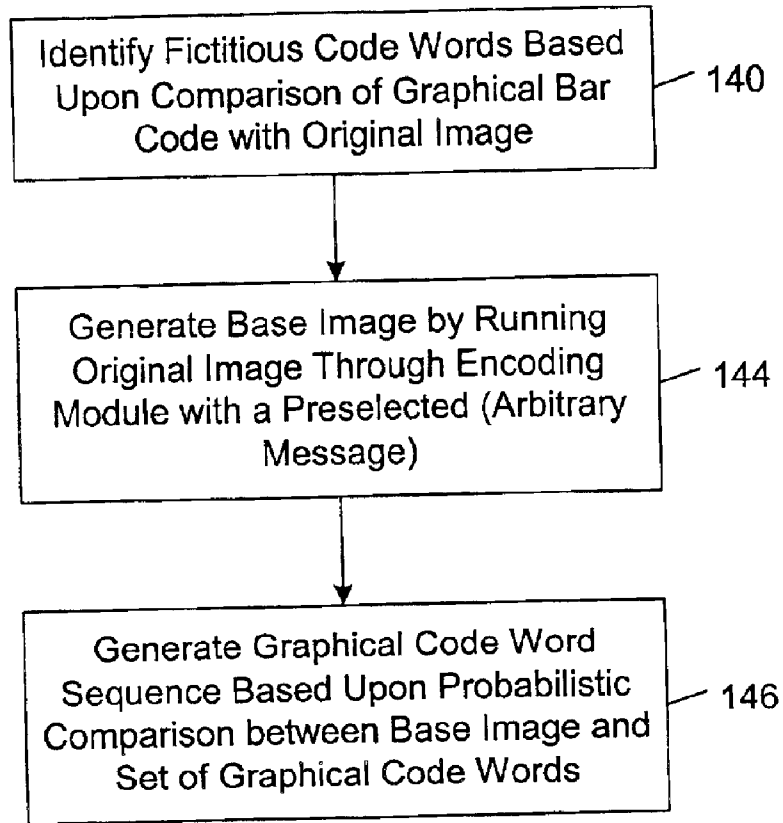 Identify Fictitious Code Words Based
Upon Comparison of Graphical Bar
Code with Original Image
140
Generate Base Image by Running
Original Image Through Encoding
Module with a Preselected (Arbitrary
Message)
144
Generate Graphical Code Word
Sequence Based Upon Probabilistic
Comparison between Base Image and
Set of Graphical Code Words
146